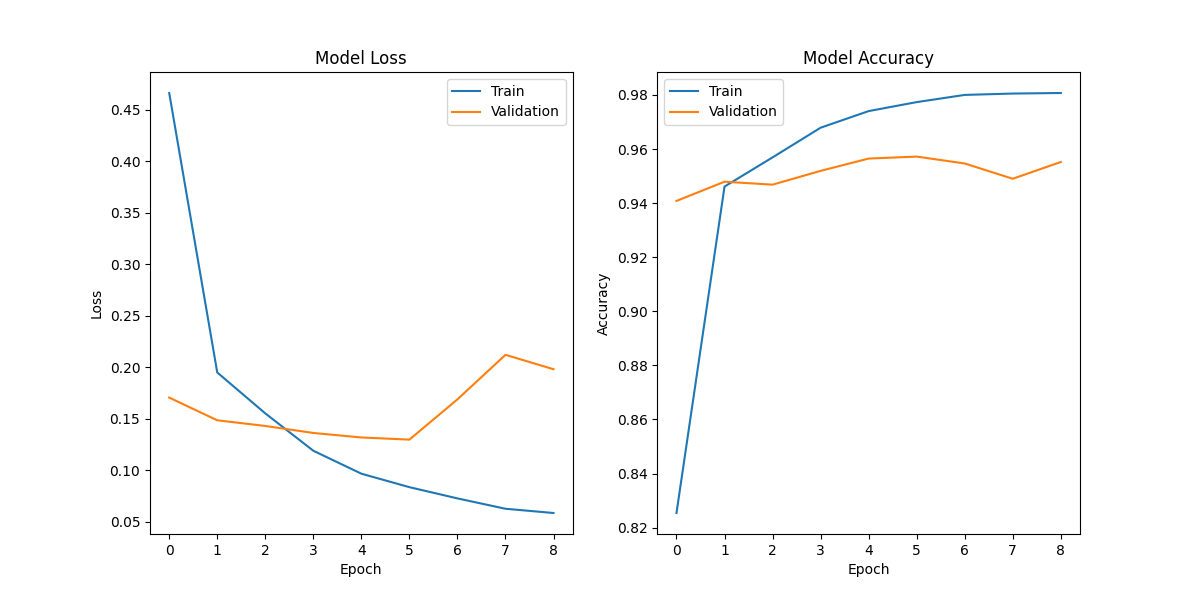 Model Loss
Train
Validation
0.45
0.40
0.35
0.30
0.25
0.20
0.15
0.10
0.05
Loss
0 1 2 3 4 5 6 7 8
Epoch
Model Accuracy
Train
Validation
0.98
0.96
0.94
0.92
0.90
0.88
0.86
0.84
0.82
Accuracy
0 1 2 3 4 5 6 7 8
Epoch